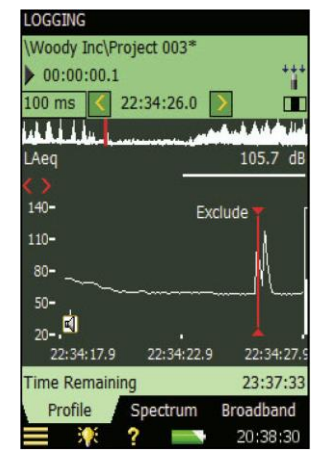 LOGGING
\Woody Inc\Project 003*
00:00:00.1
100 ms < 22:34:26.0 >
LAeq 105.7 dB
< >
140-
Exclude
110-
80-
50-
20-
22:34:17.9 22:34:22.9 22:34:27.9
Time Remaining 23:37:33
Profile Spectrum Broadband
? 20:38:30